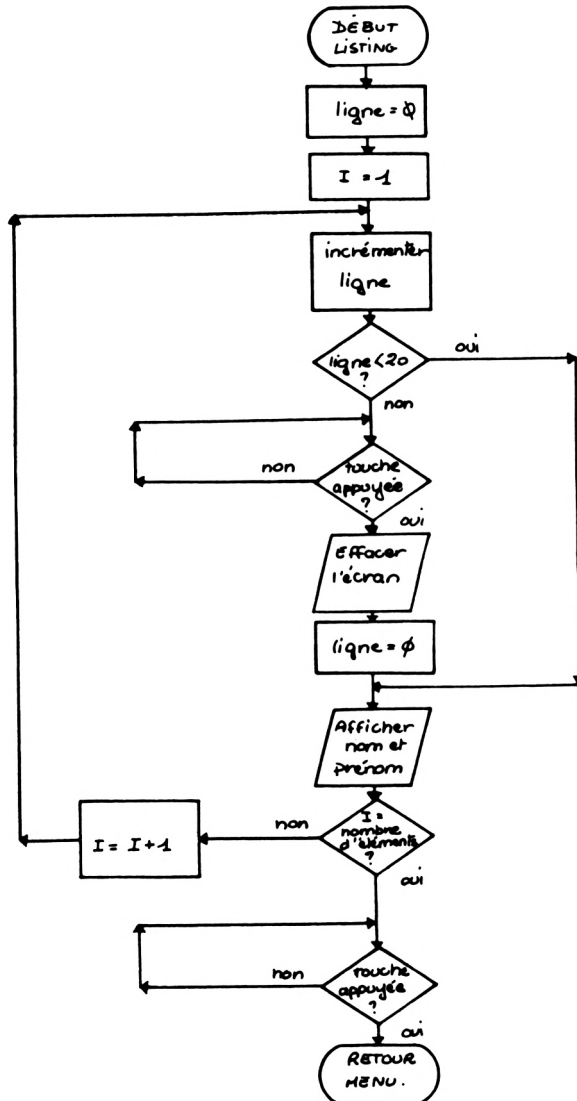 DÉBUT
LISTING
ligne = φ
I = 1
incrémenter
ligne
ligne < 20
?
oui
non
touche
appuyée
?
non
oui
Effacer
l'écran
ligne = φ
Afficher
nom et
prénom
I =
nombre
d'éléments
?
non
I = I + 1
oui
touche
appuyée
?
non
oui
RETOUR
MENU.